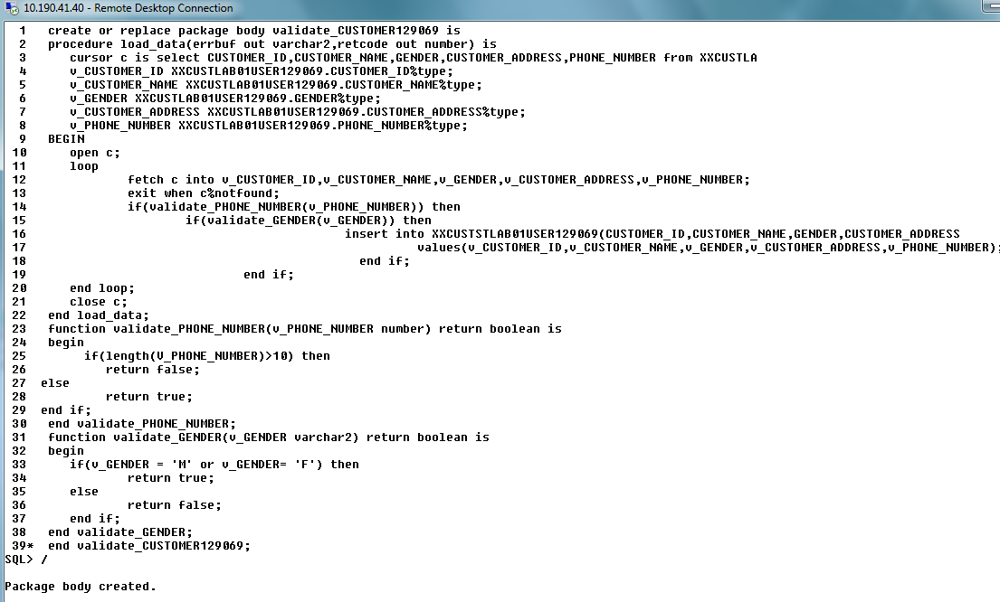 10.190.41.40 - Remote Desktop Connection
1 create or replace package body validate_CUSTOMER129069 is
2 procedure load_data(errbuf out varchar2,retcode out number) is
3 cursor c is select CUSTOMER_ID,CUSTOMER_NAME,GENDER,CUSTOMER_ADDRESS,PHONE_NUMBER from XXCUSTLA
4 v_CUSTOMER_ID XXCUSTLAB01USER129069.CUSTOMER_ID%type;
5 v_CUSTOMER_NAME XXCUSTLAB01USER129069.CUSTOMER_NAME%type;
6 v_GENDER XXCUSTLAB01USER129069.GENDER%type;
7 v_CUSTOMER_ADDRESS XXCUSTLAB01USER129069.CUSTOMER_ADDRESS%type;
8 v_PHONE_NUMBER XXCUSTLAB01USER129069.PHONE_NUMBER%type;
9 BEGIN
10 open c;
11 loop
12 fetch c into v_CUSTOMER_ID,v_CUSTOMER_NAME,v_GENDER,v_CUSTOMER_ADDRESS,v_PHONE_NUMBER;
13 exit when c%notfound;
14 if(validate_PHONE_NUMBER(v_PHONE_NUMBER)) then
15 if(validate_GENDER(v_GENDER)) then
16 insert into XXCUSTSTLAB01USER129069(CUSTOMER_ID,CUSTOMER_NAME,GENDER,CUSTOMER_ADDRESS
17 values(v_CUSTOMER_ID,v_CUSTOMER_NAME,v_GENDER,v_CUSTOMER_ADDRESS,v_PHONE_NUMBER);
18 end if;
19 end if;
20 end loop;
21 close c;
22 end load_data;
23 function validate_PHONE_NUMBER(v_PHONE_NUMBER number) return boolean is
24 begin
25 if(length(V_PHONE_NUMBER)>10) then
26 return false;
27 else
28 return true;
29 end if;
30 end validate_PHONE_NUMBER;
31 function validate_GENDER(v_GENDER varchar2) return boolean is
32 begin
33 if(v_GENDER = 'M' or v_GENDER= 'F') then
34 return true;
35 else
36 return false;
37 end if;
38 end validate_GENDER;
39* end validate_CUSTOMER129069;
SQL> /
Package body created.